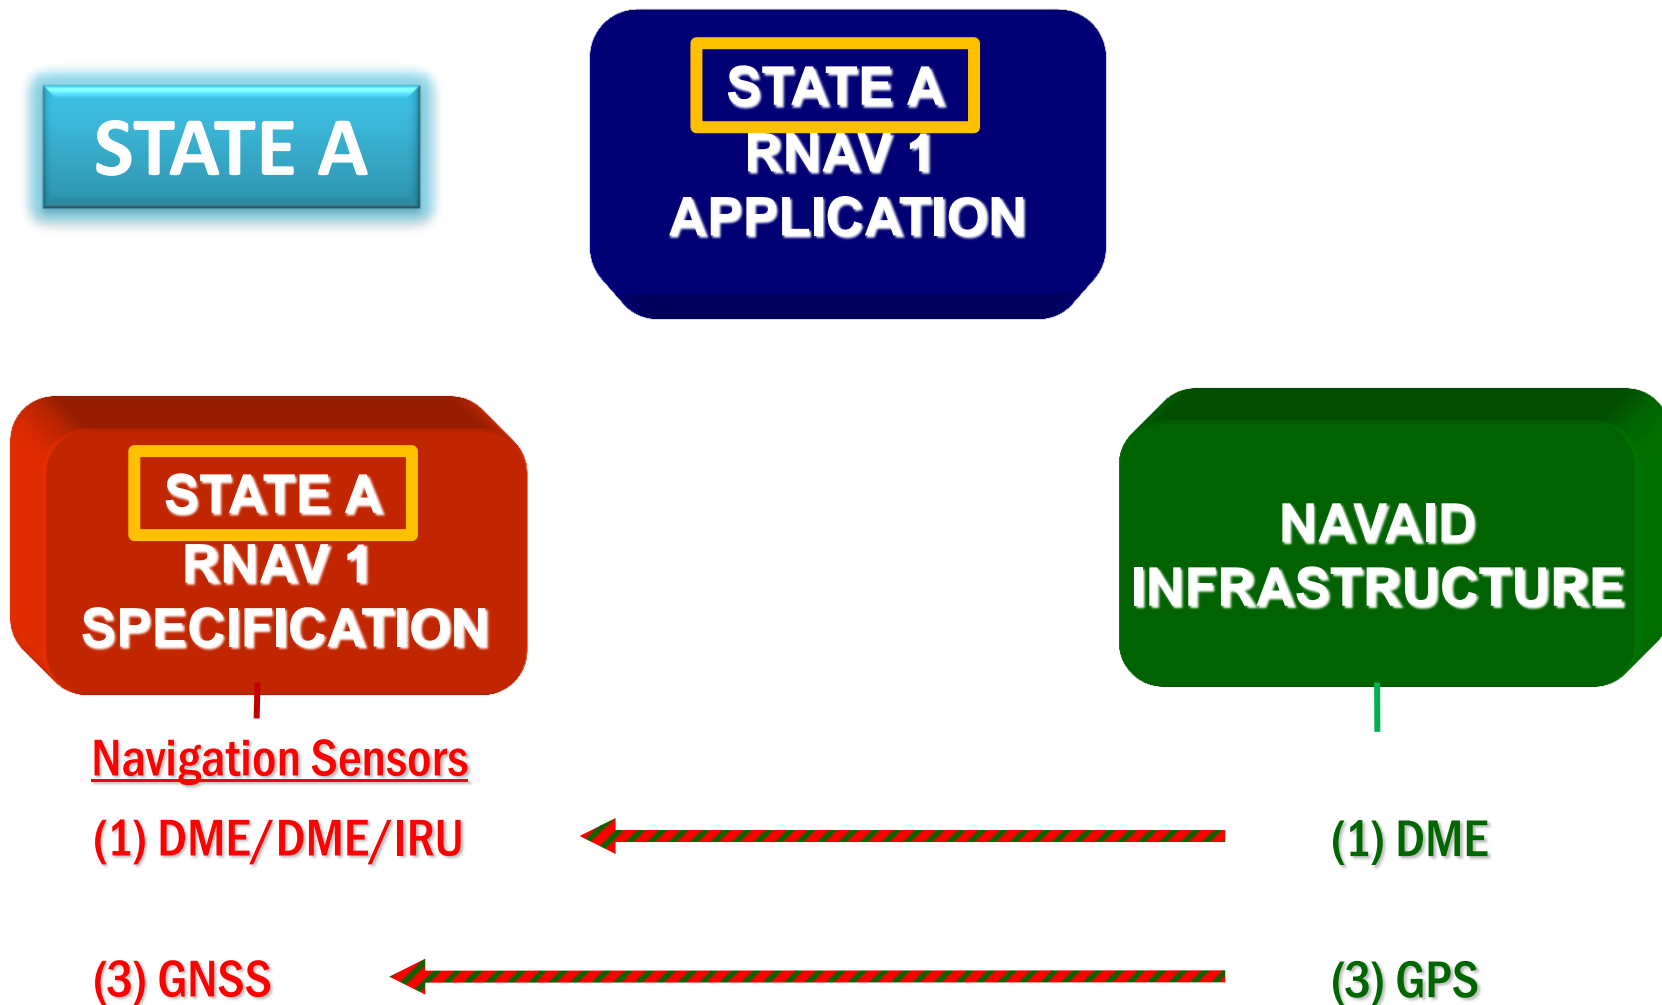 STATE A
STATE A
RNAV 1
APPLICATION
STATE A
RNAV 1
SPECIFICATION
NAVAID
INFRASTRUCTURE
Navigation Sensors
(1) DME/DME/IRU
(1) DME
(3) GNSS
(3) GPS